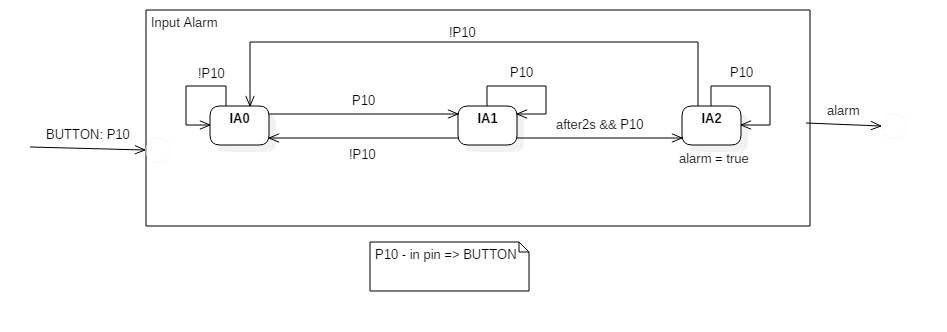 Input Alarm
!P10
!P10
P10
P10
P10
IA0
IA1
IA2
after2s && P10
alarm
BUTTON: P10
!P10
alarm = true
P10 - in pin => BUTTON